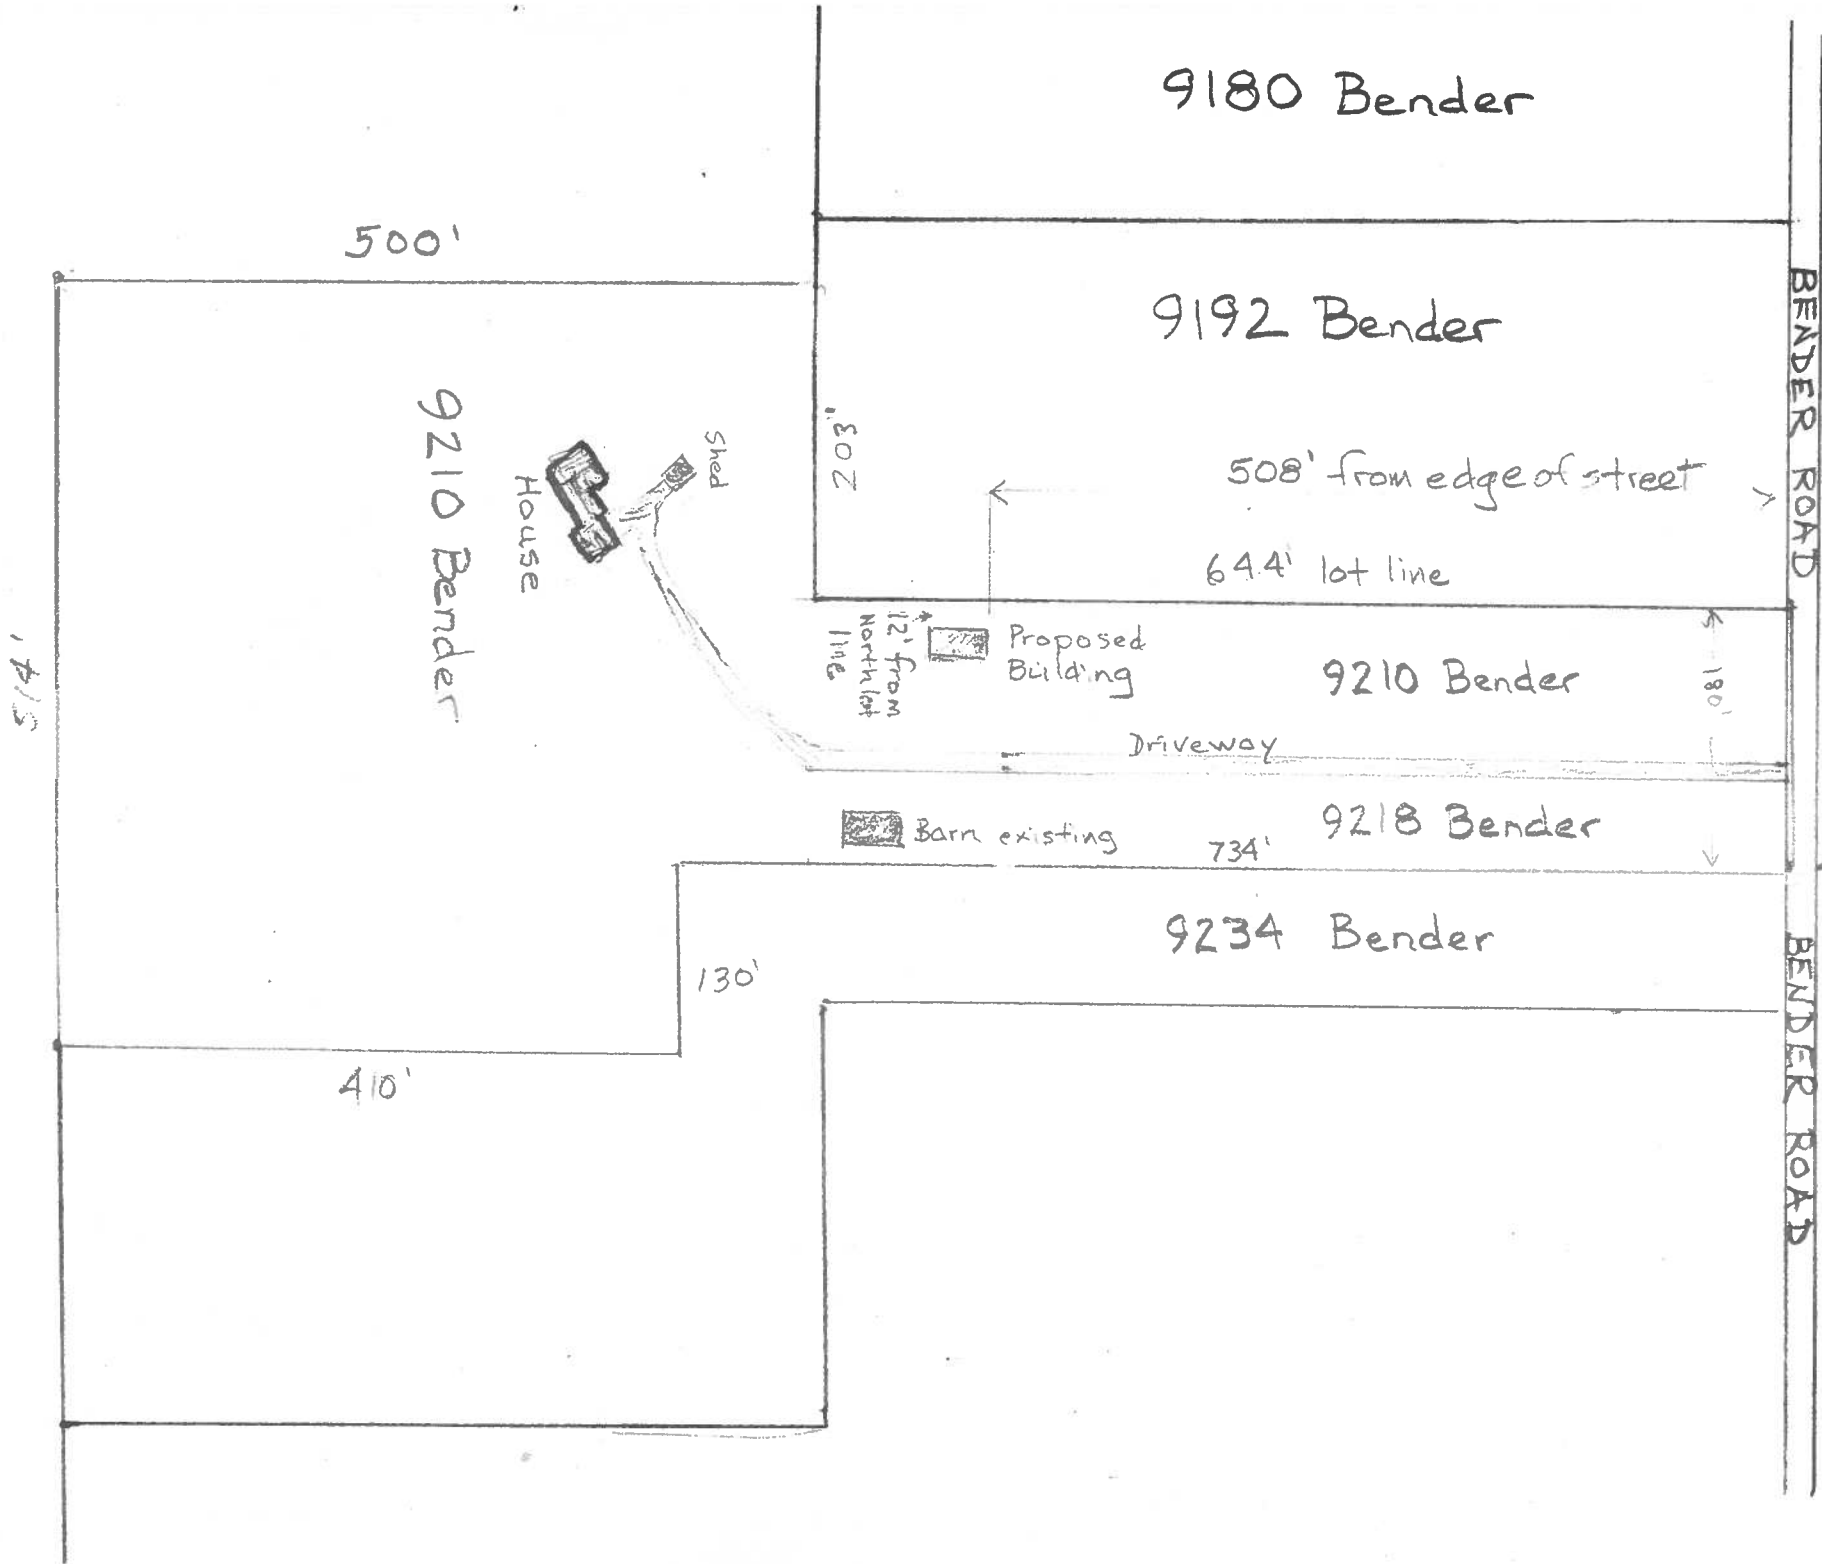 9180 Bender
500'
9192 Bender
BENDER ROAD
203"
508' from edge of street
644' lot line
Shed
House
9210 Bender
514'
12' from
North lot
line
Proposed
Building
9210 Bender
180'
Driveway
9218 Bender
Barn existing
734'
9234 Bender
130'
410'
BENDER ROAD